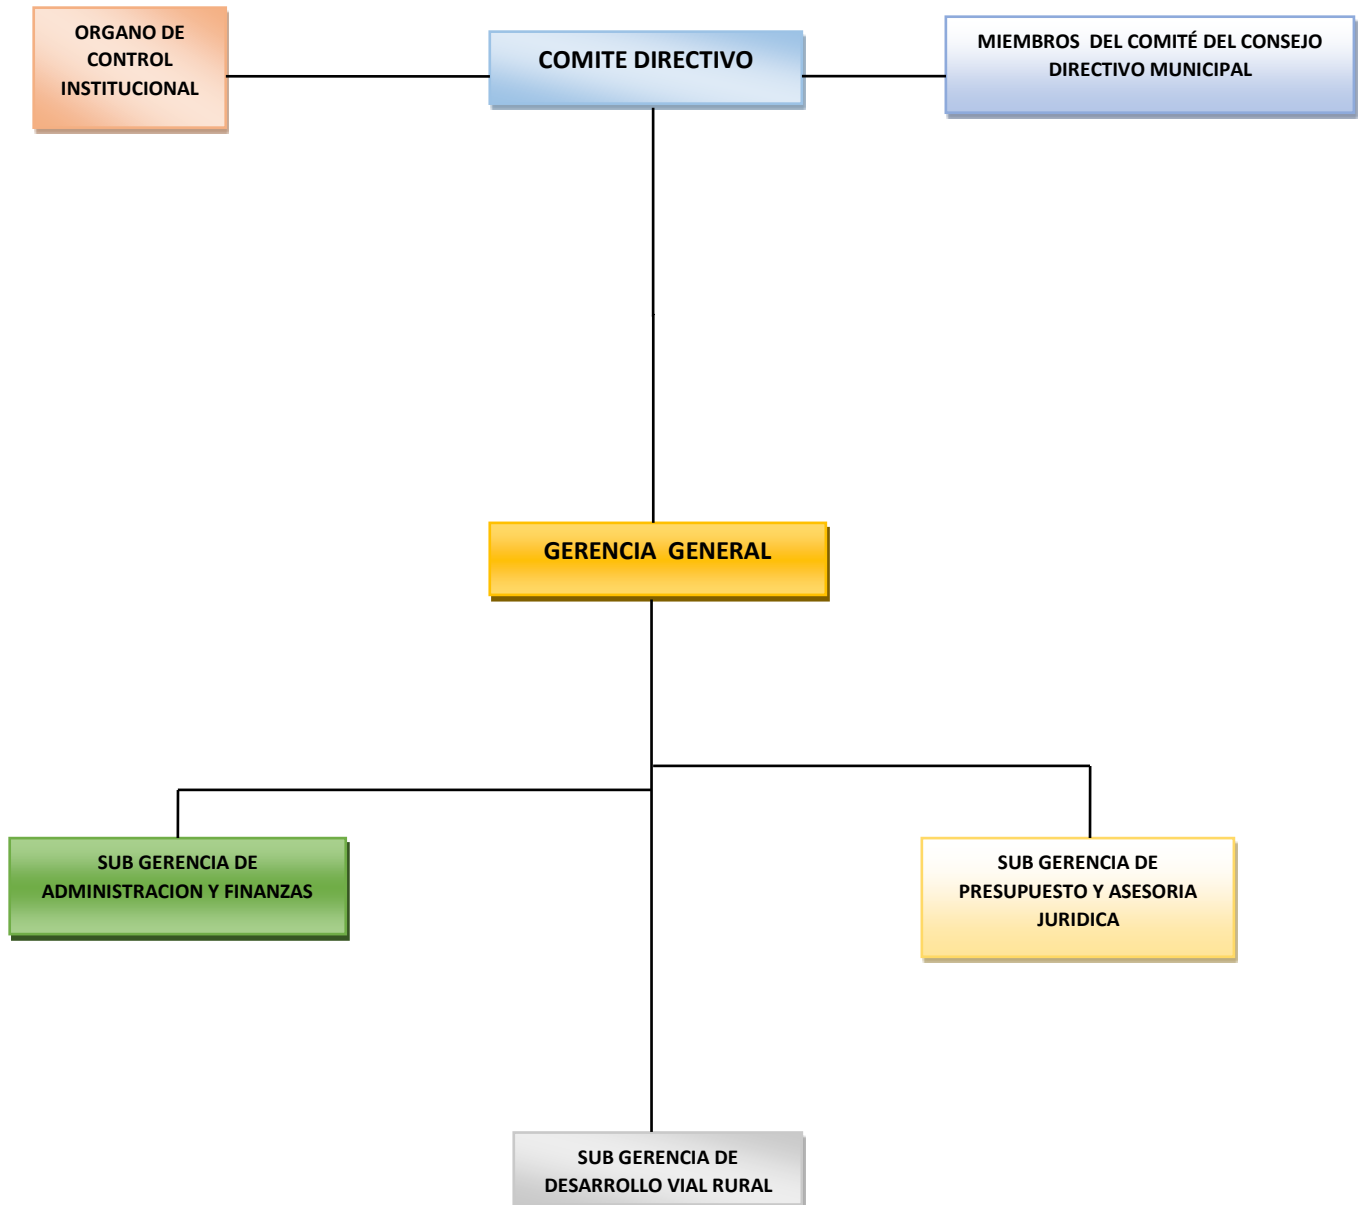 ORGANO DE
CONTROL
INSTITUCIONAL
COMITE DIRECTIVO
MIEMBROS DEL COMITÉ DEL CONSEJO
DIRECTIVO MUNICIPAL
GERENCIA GENERAL
SUB GERENCIA DE
ADMINISTRACION Y FINANZAS
SUB GERENCIA DE
PRESUPUESTO Y ASESORIA
JURIDICA
SUB GERENCIA DE
DESARROLLO VIAL RURAL